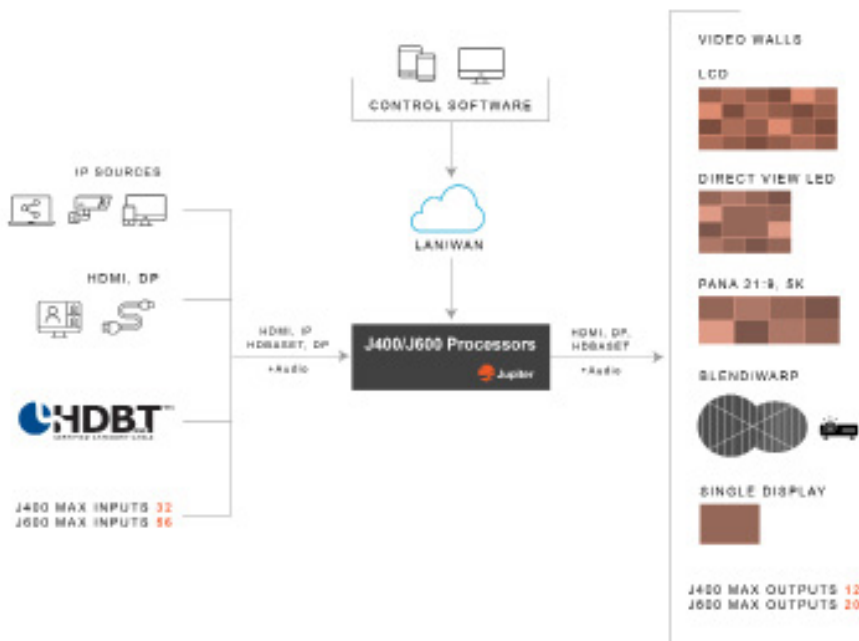 CONTROL SOFTWARE
LAN/WAN
IP SOURCES
HDMI, DP
HDBT
J400 MAX INPUTS 32
J600 MAX INPUTS 56
HDMI, IP
HDBASET, DP
+Audio
J400/J600 Processors
Jupiter
HDMI, DP,
HDBASET
+Audio
VIDEO WALLS
LCD
DIRECT VIEW LED
PANA 21:9, 5K
BLEND/WARP
SINGLE DISPLAY
J400 MAX OUTPUTS 12
J600 MAX OUTPUTS 20